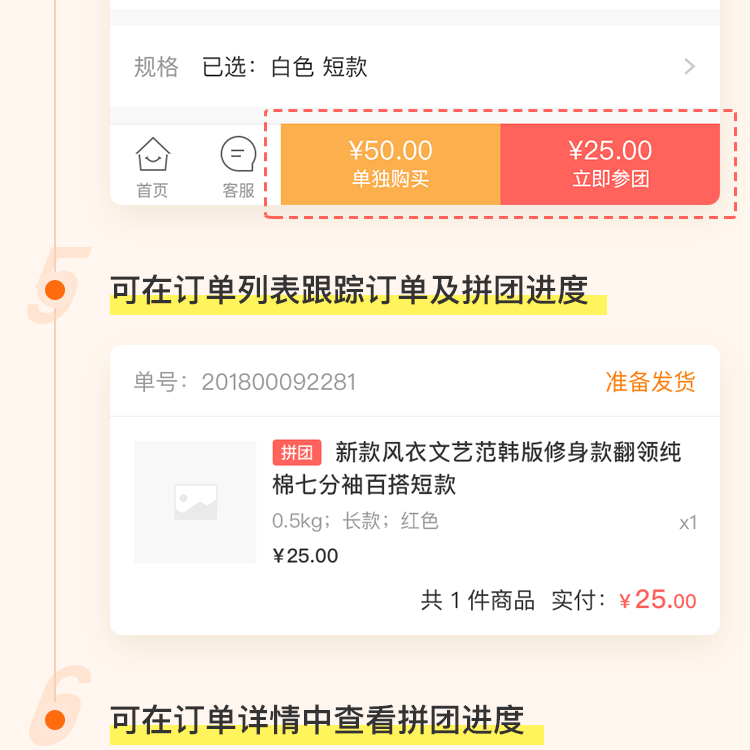 规格 已选：白色 短款
¥50.00 ¥25.00
首页 客服 单独购买 立即参团
5
可在订单列表跟踪订单及拼团进度
单号：201800092281 准备发货
拼团 新款风衣文艺范韩版修身款翻领纯
棉七分袖百搭短款
0.5kg；长款；红色 x1
¥25.00
共 1 件商品 实付：¥25.00
6
可在订单详情中查看拼团进度